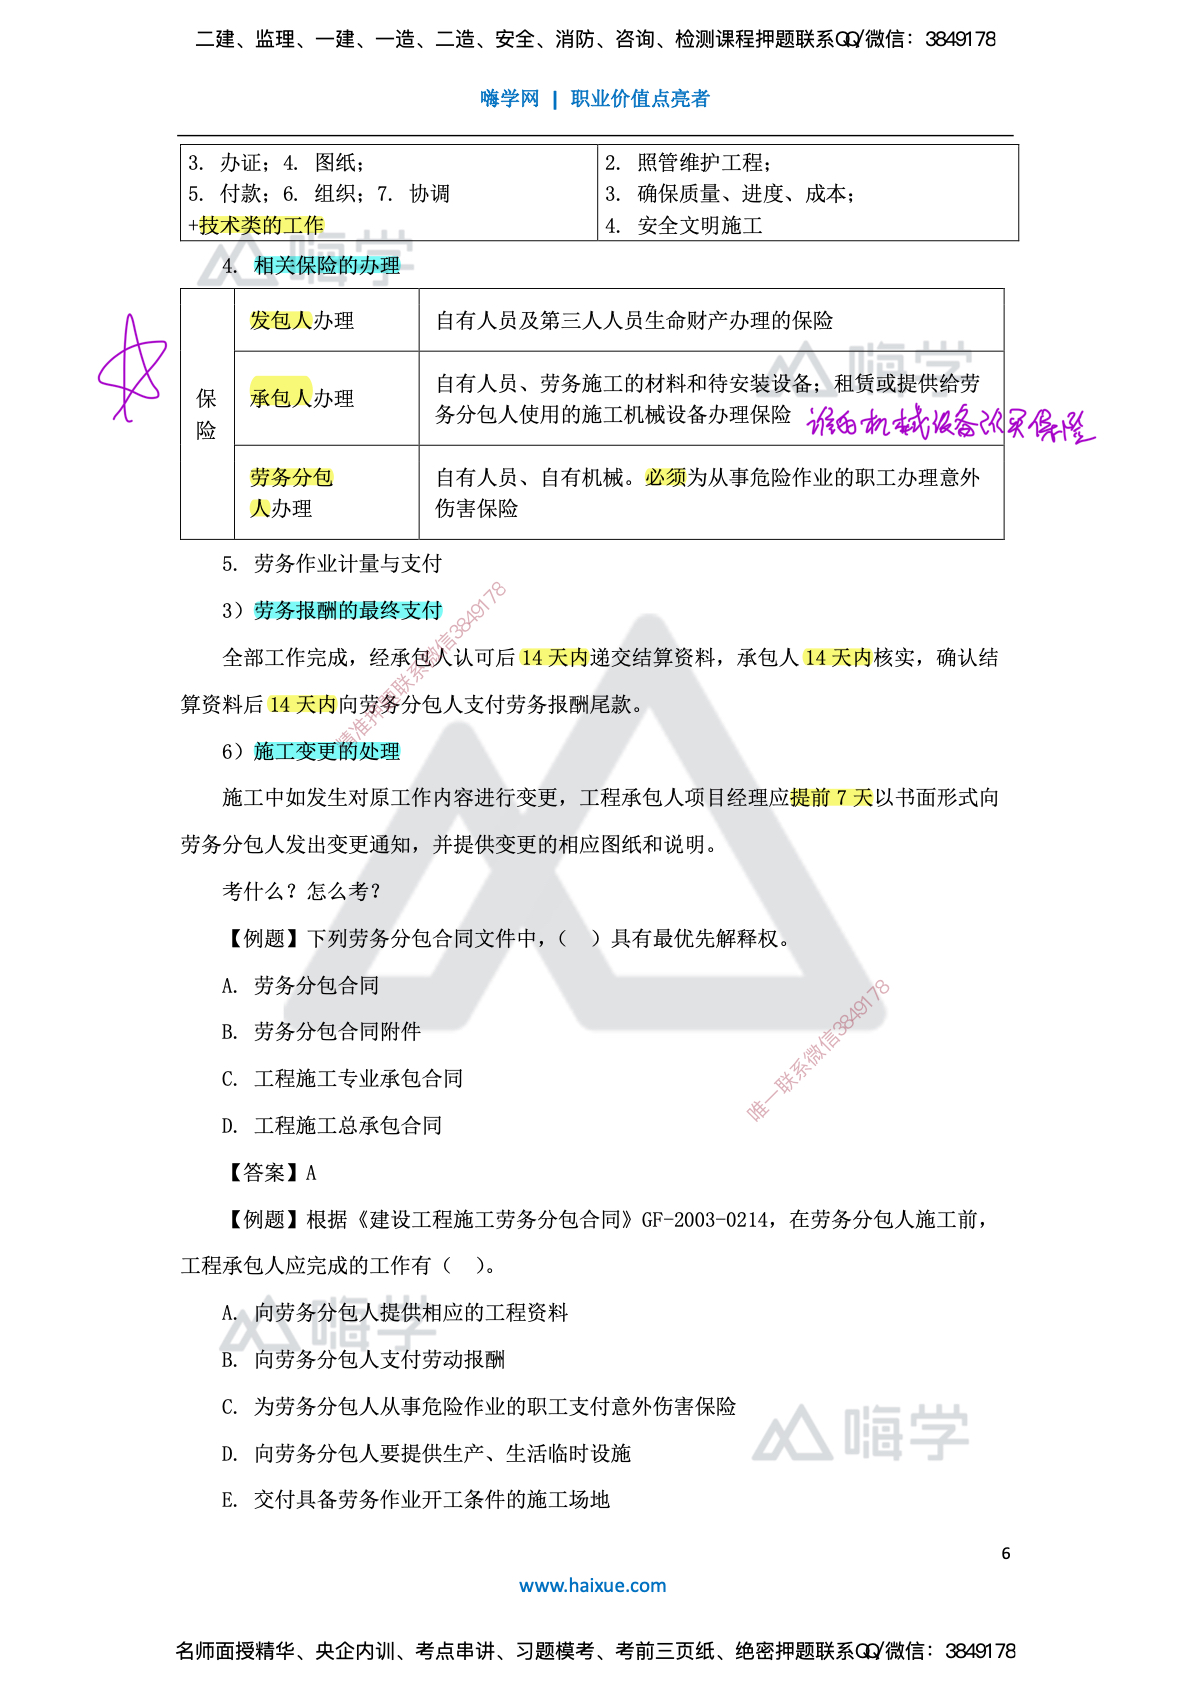 二建、监理、一建、一造、二造、安全、消防、咨询、检测课程押题联系QQ/微信：3849178
嗨学网 | 职业价值点亮者
3. 办证；4. 图纸；
5. 付款；6. 组织；7. 协调
+技术类的工作
2. 照管维护工程；
3. 确保质量、进度、成本；
4. 安全文明施工
嗨学
4. 相关保险的办理
保险
发包人办理
自有人员及第三人人员生命财产办理的保险
嗨学
承包人办理
自有人员、劳务施工的材料和待安装设备；租赁或提供给劳
务分包人使用的施工机械设备办理保险
谁的机械设备谁买保险
劳务分包
人办理
自有人员、自有机械。必须为从事危险作业的职工办理意外
伤害保险
5. 劳务作业计量与支付
3）劳务报酬的最终支付
全部工作完成，经承包人认可后 14 天内递交结算资料，承包人 14 天内核实，确认结
算资料后 14 天内向劳务分包人支付劳务报酬尾款。
精准押题联系微信3849178
6）施工变更的处理
施工中如发生对原工作内容进行变更，工程承包人项目经理应提前 7 天以书面形式向
劳务分包人发出变更通知，并提供变更的相应图纸和说明。
考什么？怎么考？
【例题】下列劳务分包合同文件中，（ ）具有最优先解释权。
A. 劳务分包合同
B. 劳务分包合同附件
C. 工程施工专业承包合同
D. 工程施工总承包合同
唯一联系微信3849178
【答案】A
【例题】根据《建设工程施工劳务分包合同》GF-2003-0214，在劳务分包人施工前，
工程承包人应完成的工作有（ ）。
A. 向劳务分包人提供相应的工程资料
嗨学
B. 向劳务分包人支付劳动报酬
C. 为劳务分包人从事危险作业的职工支付意外伤害保险
嗨学
D. 向劳务分包人要提供生产、生活临时设施
E. 交付具备劳务作业开工条件的施工场地
6
www.haixue.com
名师面授精华、央企内训、考点串讲、习题模考、考前三页纸、绝密押题联系QQ/微信：3849178